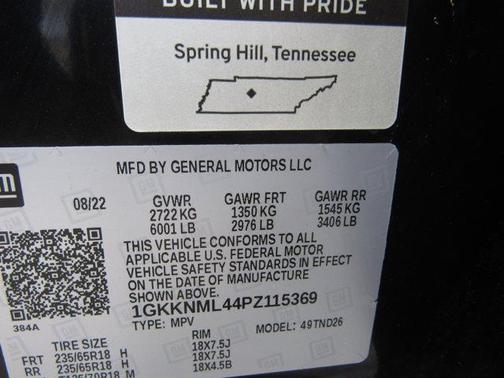 BUILT WITH PRIDE
Spring Hill, Tennessee
gm
MFD BY GENERAL MOTORS LLC
08/22 GVWR GAWR FRT GAWR RR
2722 KG 1350 KG 1545 KG
6001 LB 2976 LB 3406 LB
THIS VEHICLE CONFORMS TO ALL
APPLICABLE U.S. FEDERAL MOTOR
VEHICLE SAFETY STANDARDS IN EFFECT
ON THE DATE OF MANUFACTURE
SHOWN ABOVE.
1GKKNML44PZ115369
TYPE: MPV MODEL: 49TND26
384A
TIRE SIZE RIM
FRT 235/65R18 H 18X7.5J
RR 235/65R18 H 18X7.5J
T135/70R18 M 18X4.5B